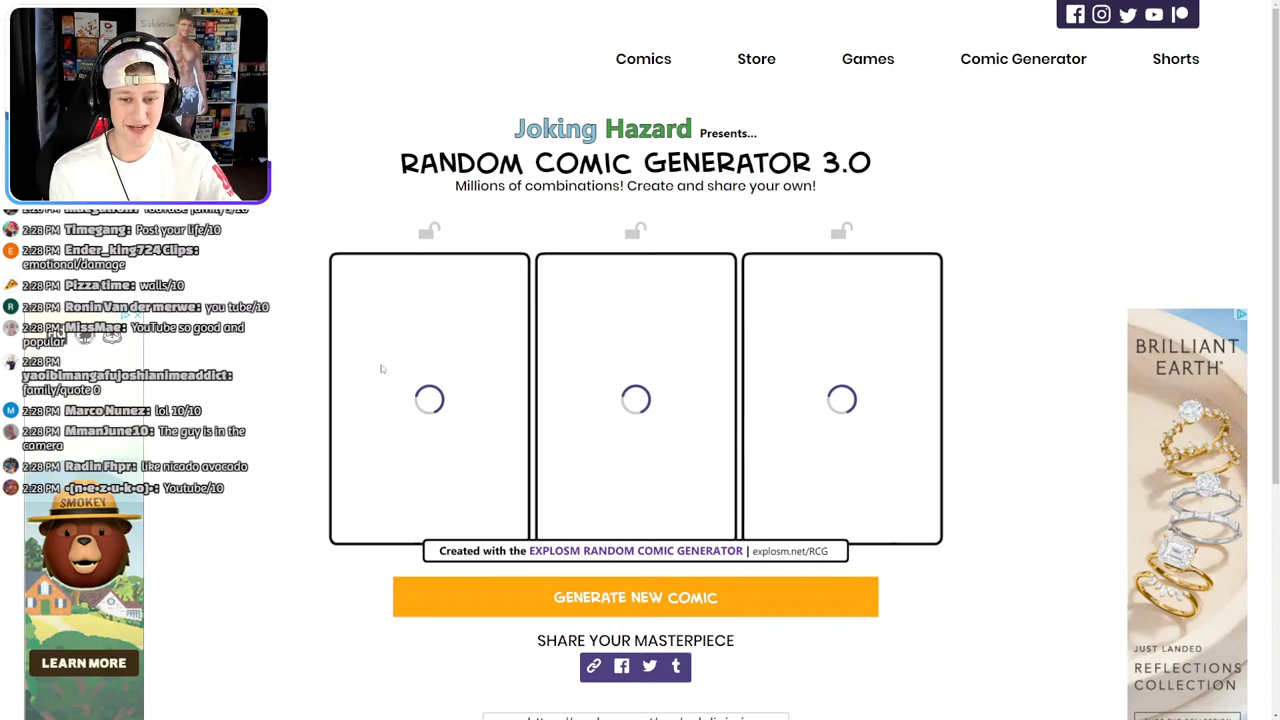 Comics
Store
Games
Comic Generator
Shorts
Joking Hazard Presents...
RANDOM COMIC GENERATOR 3.0
Millions of combinations! Create and share your own!
2:28 PM
2:28 PM Timegang: Post your life/10
2:28 PM Ender_king724 Clips:
emotional/damage
2:28 PM Pizza time: walls/10
2:28 PM Ronin Van der merwe: you tube/10
2:28 PM MissMae: YouTube so good and
popular
2:28 PM
yaoibimangafujoshianimeaddict:
family/quote 0
2:28 PM Marco Nunez: lol 10/10
2:28 PM MmanJune10: The guy is in the
camera
2:28 PM Radin Fhpr: like nicado avacado
2:28 PM -[n-e-z-u-k-o]-: Youtube/10
SMOKEY
LEARN MORE
Created with the EXPLOSM RANDOM COMIC GENERATOR | explosm.net/RCG
GENERATE NEW COMIC
SHARE YOUR MASTERPIECE
BRILLIANT
EARTH
JUST LANDED
REFLECTIONS
COLLECTION